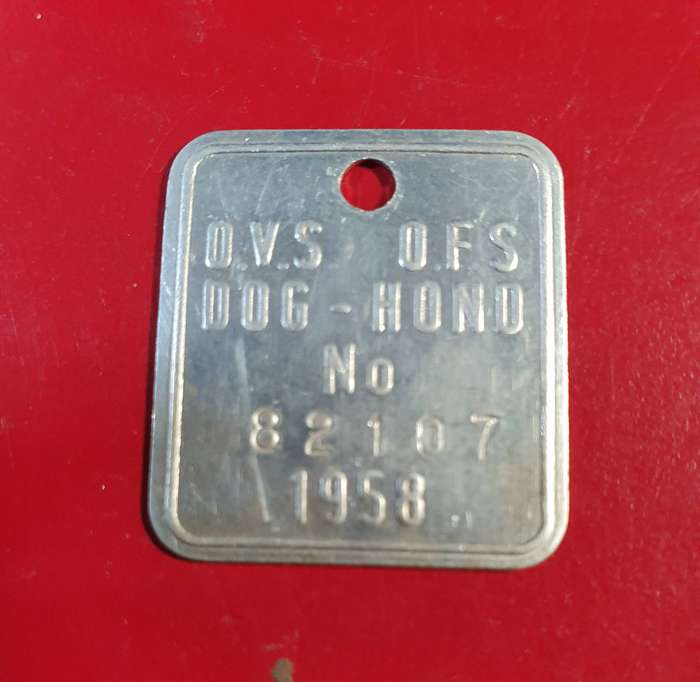 O.V.S. O.F.S
DOG - HOND
No
82107
1958